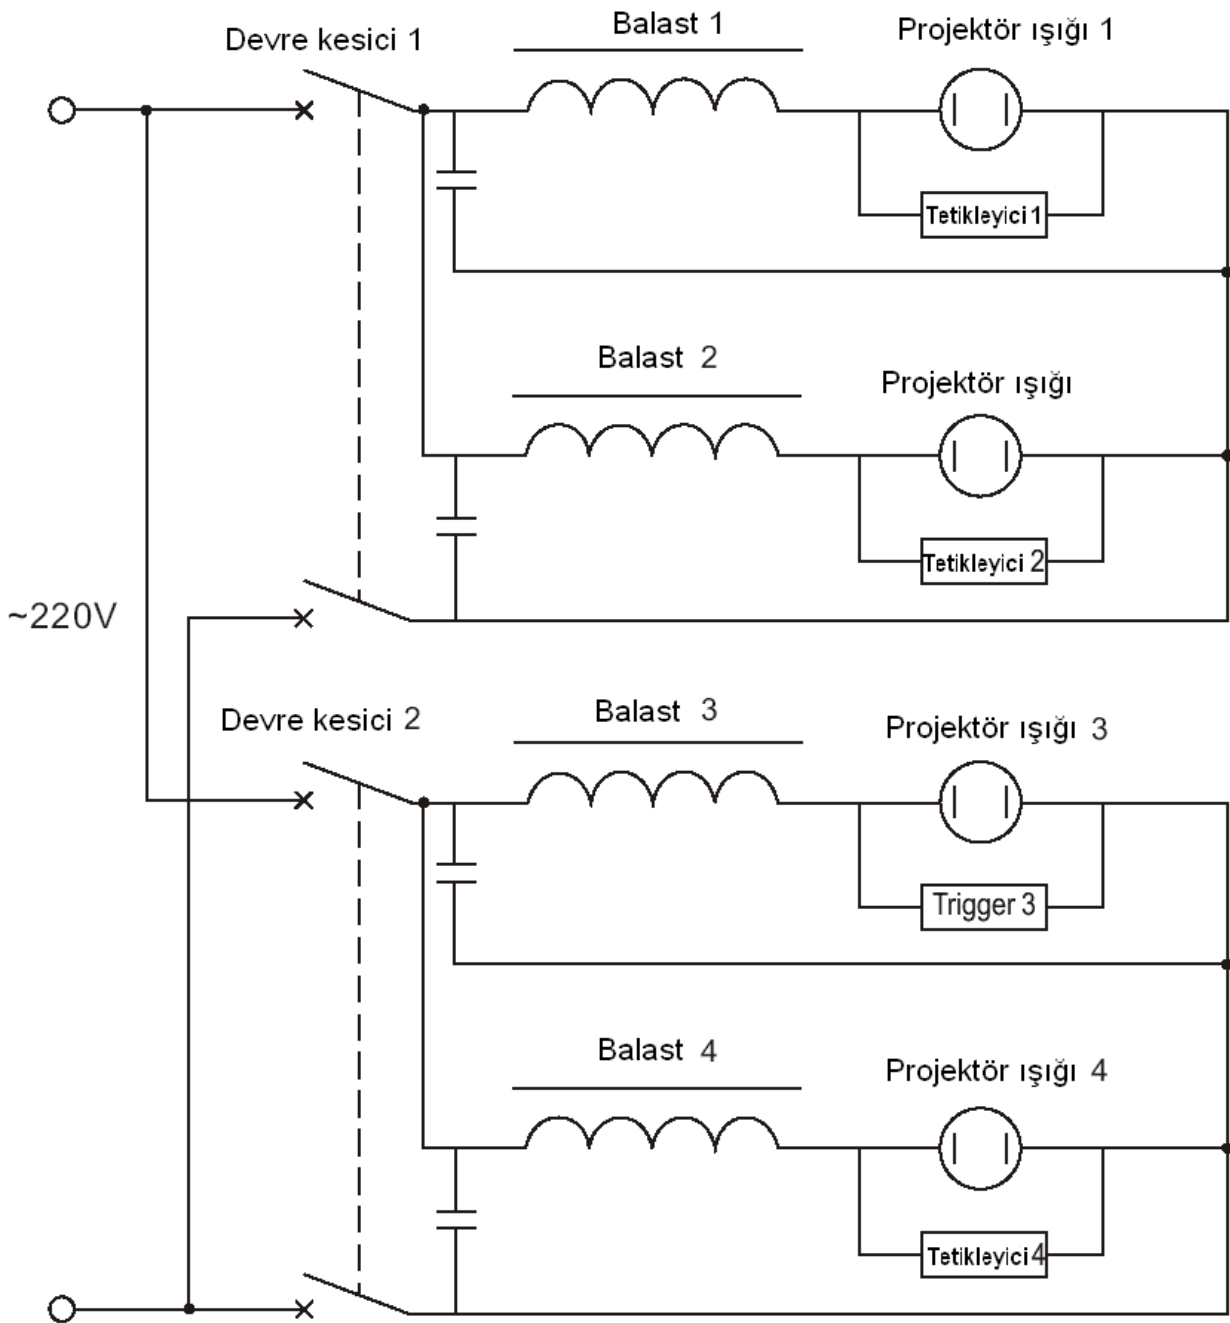 Devre kesici 1
Balast 1
Projektör ışığı 1
Tetikleyici 1
Balast 2
Projektör ışığı
Tetikleyici 2
~220V
Devre kesici 2
Balast 3
Projektör ışığı 3
Trigger 3
Balast 4
Projektör ışığı 4
Tetikleyici 4